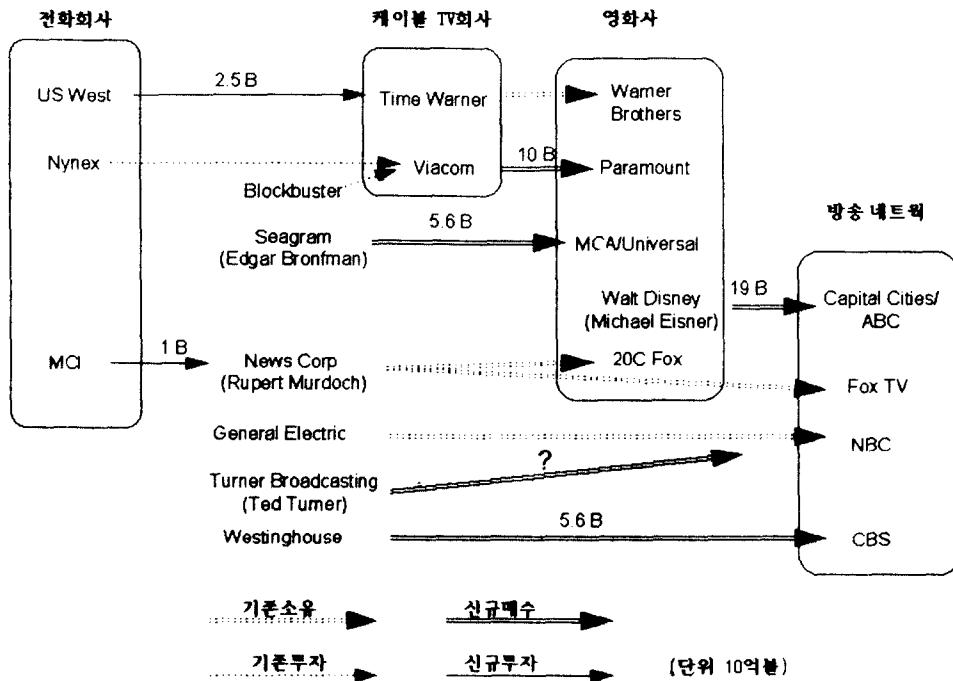 전화회사
케이블 TV회사
영화사
US West
2.5 B
Time Warner
Warner
Brothers
Nynex
Viacom
10 B
Paramount
Blockbuster
방송 네트웍
Seagram
(Edgar Bronfman)
5.6 B
MCA/Universal
Walt Disney
(Michael Eisner)
19 B
Capital Cities/
ABC
MCI
1 B
News Corp
(Rupert Murdoch)
20C Fox
Fox TV
General Electric
NBC
?
Turner Broadcasting
(Ted Turner)
Westinghouse
5.6 B
CBS
기존소유
신규매수
기존투자
신규투자
(단위 10억불)